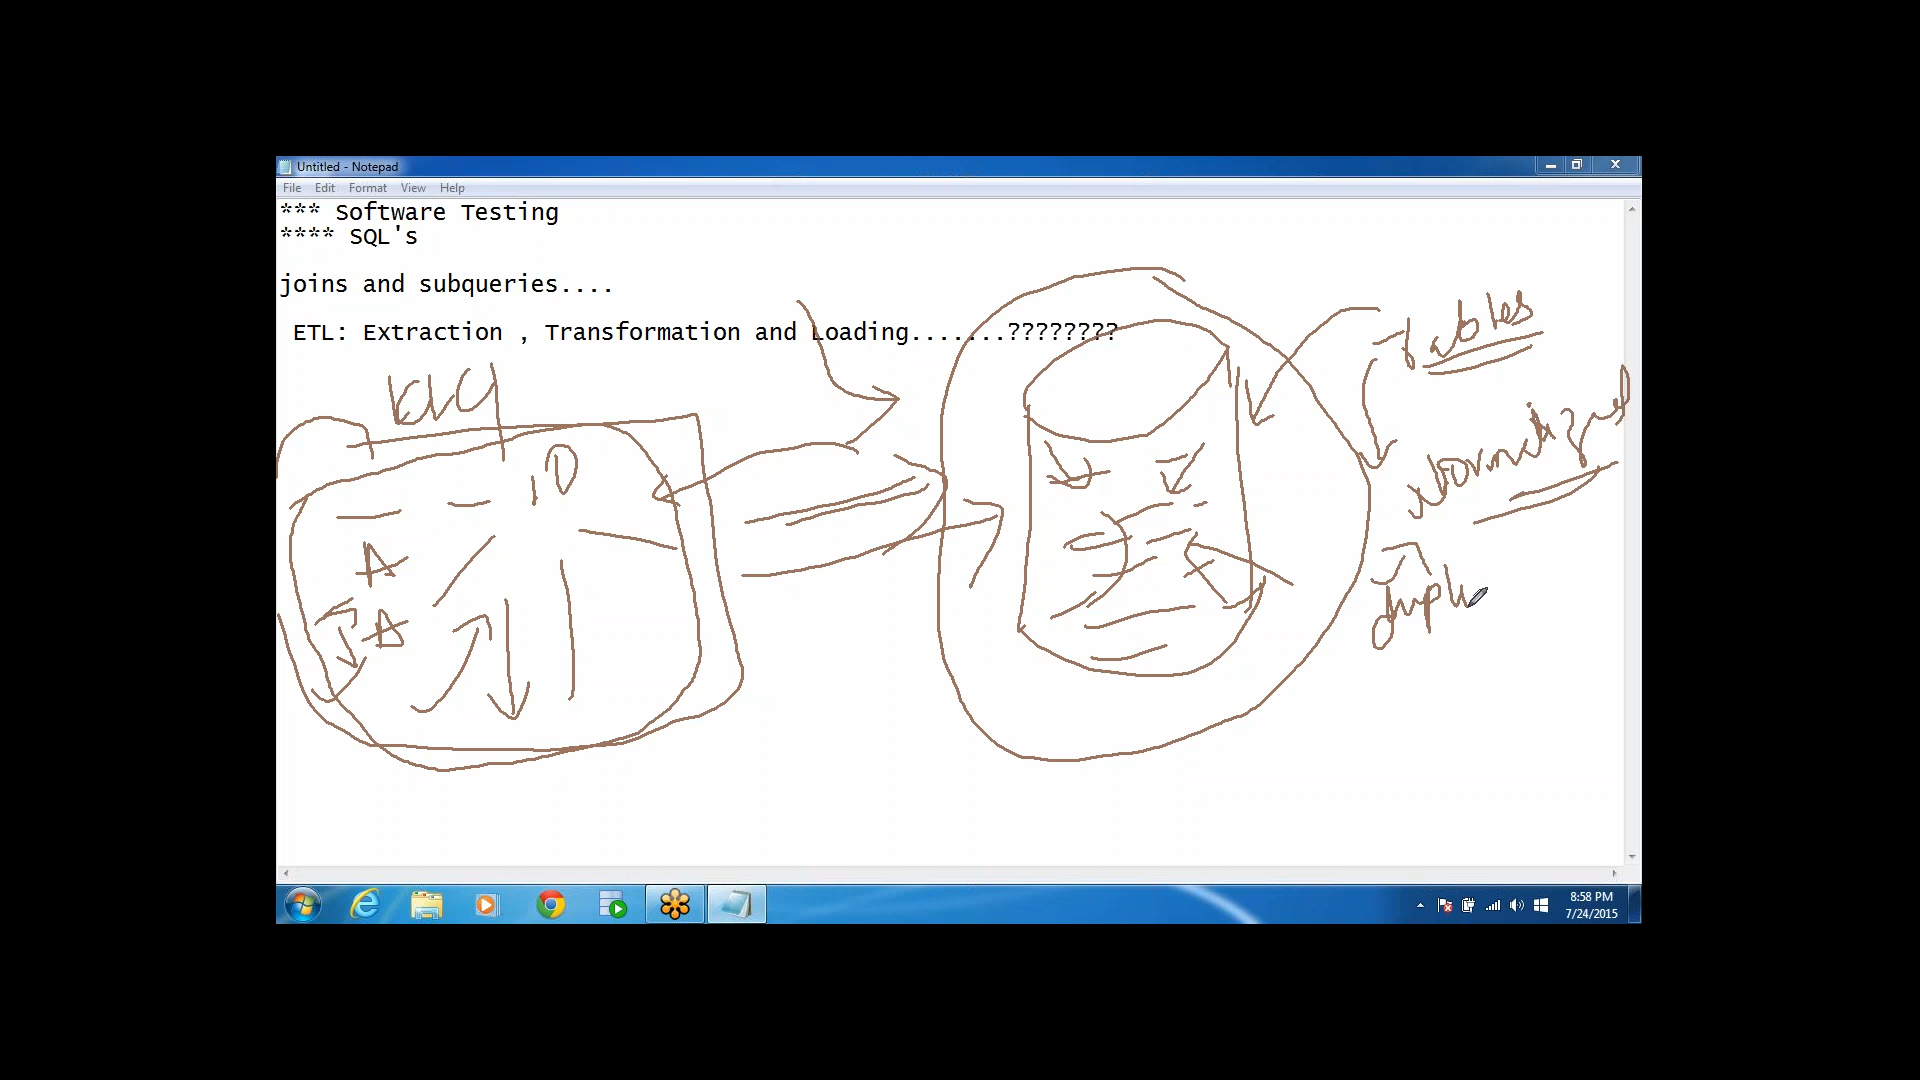 Untitled - Notepad
File Edit Format View Help
*** Software Testing
**** SQL's
joins and subqueries....
ETL: Extraction , Transformation and Loading.......????????
Tables
Normalized
dupl
A
A
8:58 PM
7/24/2015